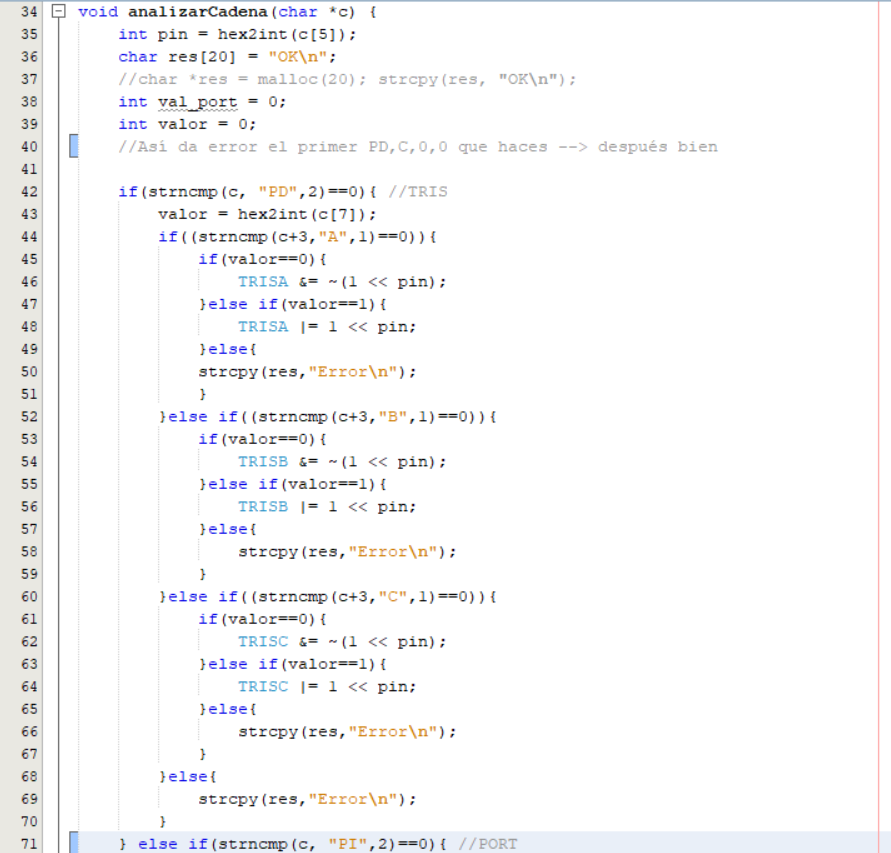 34 void analizarCadena(char *c) {
35 int pin = hex2int(c[5]);
36 char res[20] = "OK\n";
37 //char *res = malloc(20); strcpy(res, "OK\n");
38 int val_port = 0;
39 int valor = 0;
40 //Así da error el primer PD,C,0,0 que haces --> después bien
41
42 if(strncmp(c, "PD",2)==0){ //TRIS
43 valor = hex2int(c[7]);
44 if((strncmp(c+3,"A",1)==0)){
45 if(valor==0){
46 TRISA &= ~(1 << pin);
47 }else if(valor==1){
48 TRISA |= 1 << pin;
49 }else{
50 strcpy(res,"Error\n");
51 }
52 }else if((strncmp(c+3,"B",1)==0)){
53 if(valor==0){
54 TRISB &= ~(1 << pin);
55 }else if(valor==1){
56 TRISB |= 1 << pin;
57 }else{
58 strcpy(res,"Error\n");
59 }
60 }else if((strncmp(c+3,"C",1)==0)){
61 if(valor==0){
62 TRISC &= ~(1 << pin);
63 }else if(valor==1){
64 TRISC |= 1 << pin;
65 }else{
66 strcpy(res,"Error\n");
67 }
68 }else{
69 strcpy(res,"Error\n");
70 }
71 } else if(strncmp(c, "PI",2)==0){ //PORT